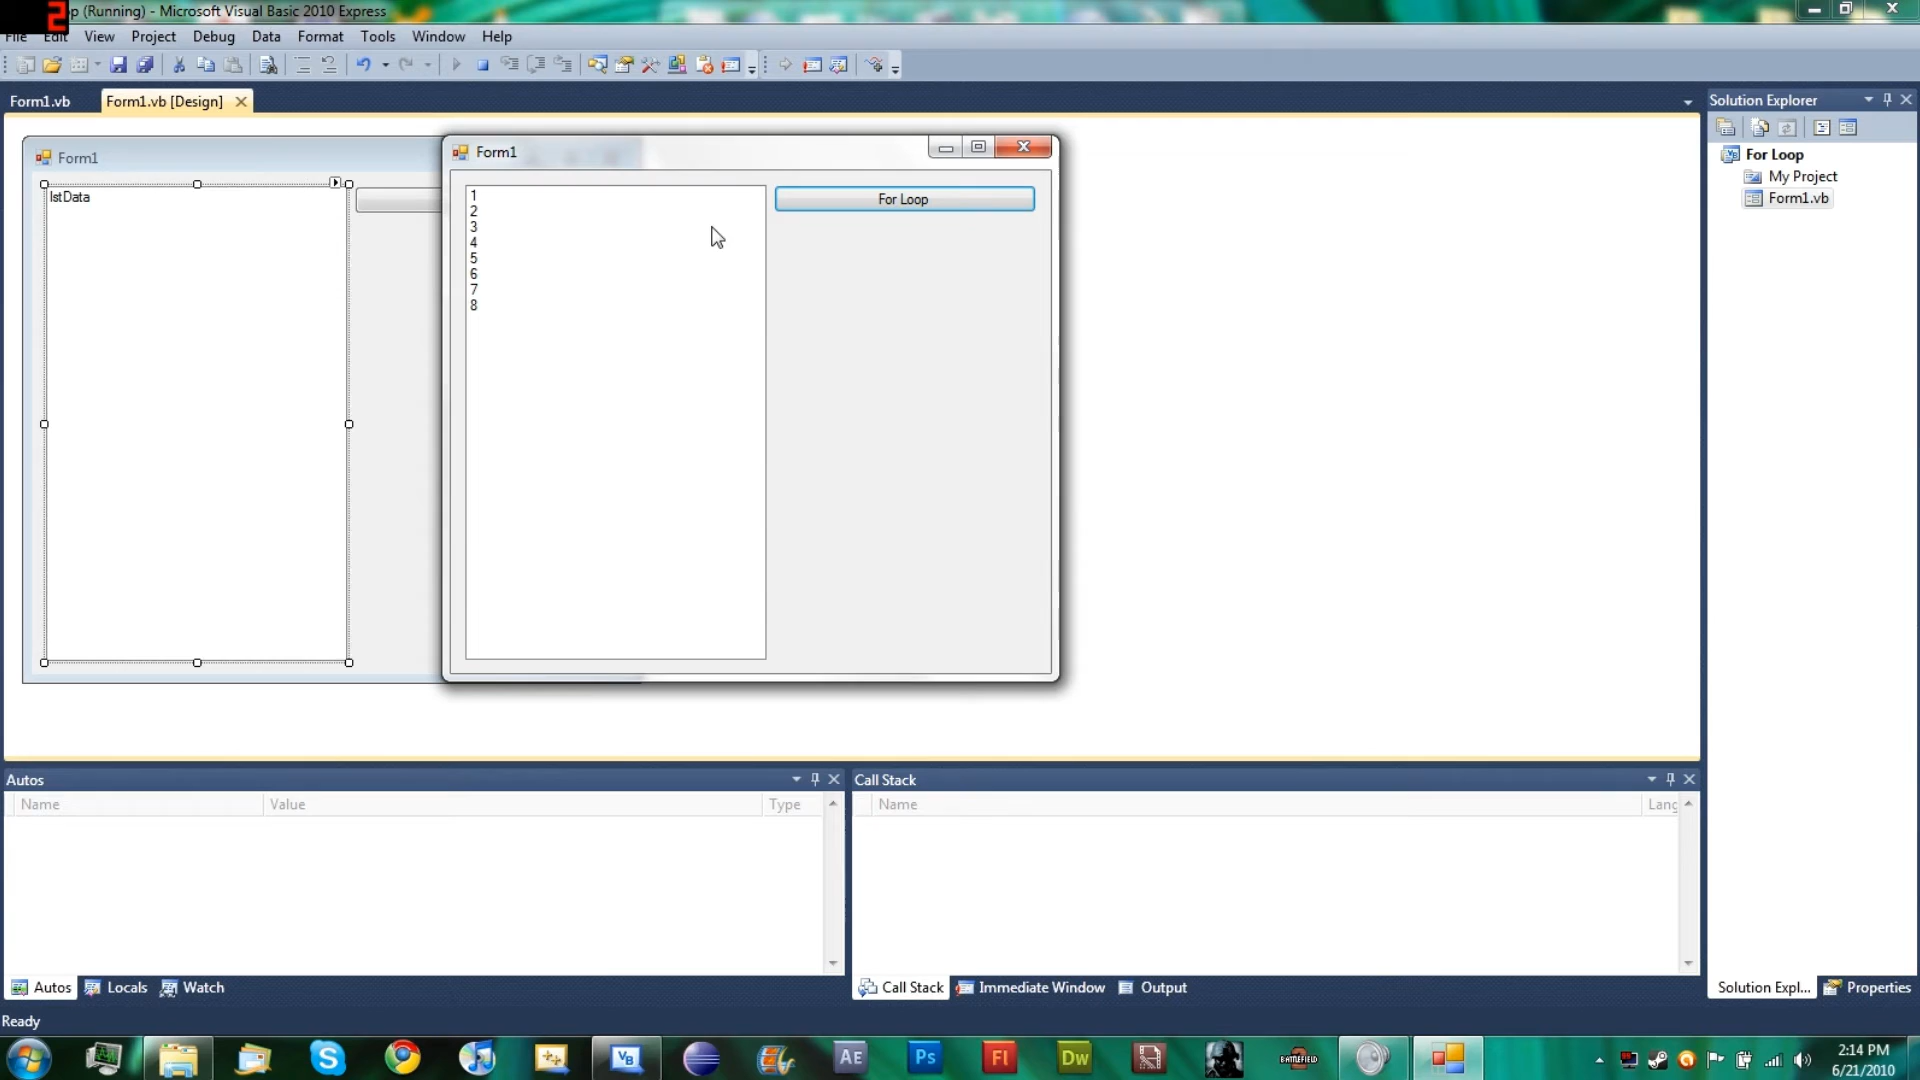 2
p (Running) - Microsoft Visual Basic 2010 Express
File Edit View Project Debug Data Format Tools Window Help
Form1.vb
Form1.vb [Design]
Solution Explorer
For Loop
My Project
Form1.vb
Form1
lstData
Form1
1
2
3
4
5
6
7
8
For Loop
Autos
Name Value Type
Call Stack
Name Lang
Autos Locals Watch
Call Stack Immediate Window Output
Solution Expl... Properties
Ready
VB
AE
Ps
Fl
Dw
BATTLEFIELD
2:14 PM
6/21/2010